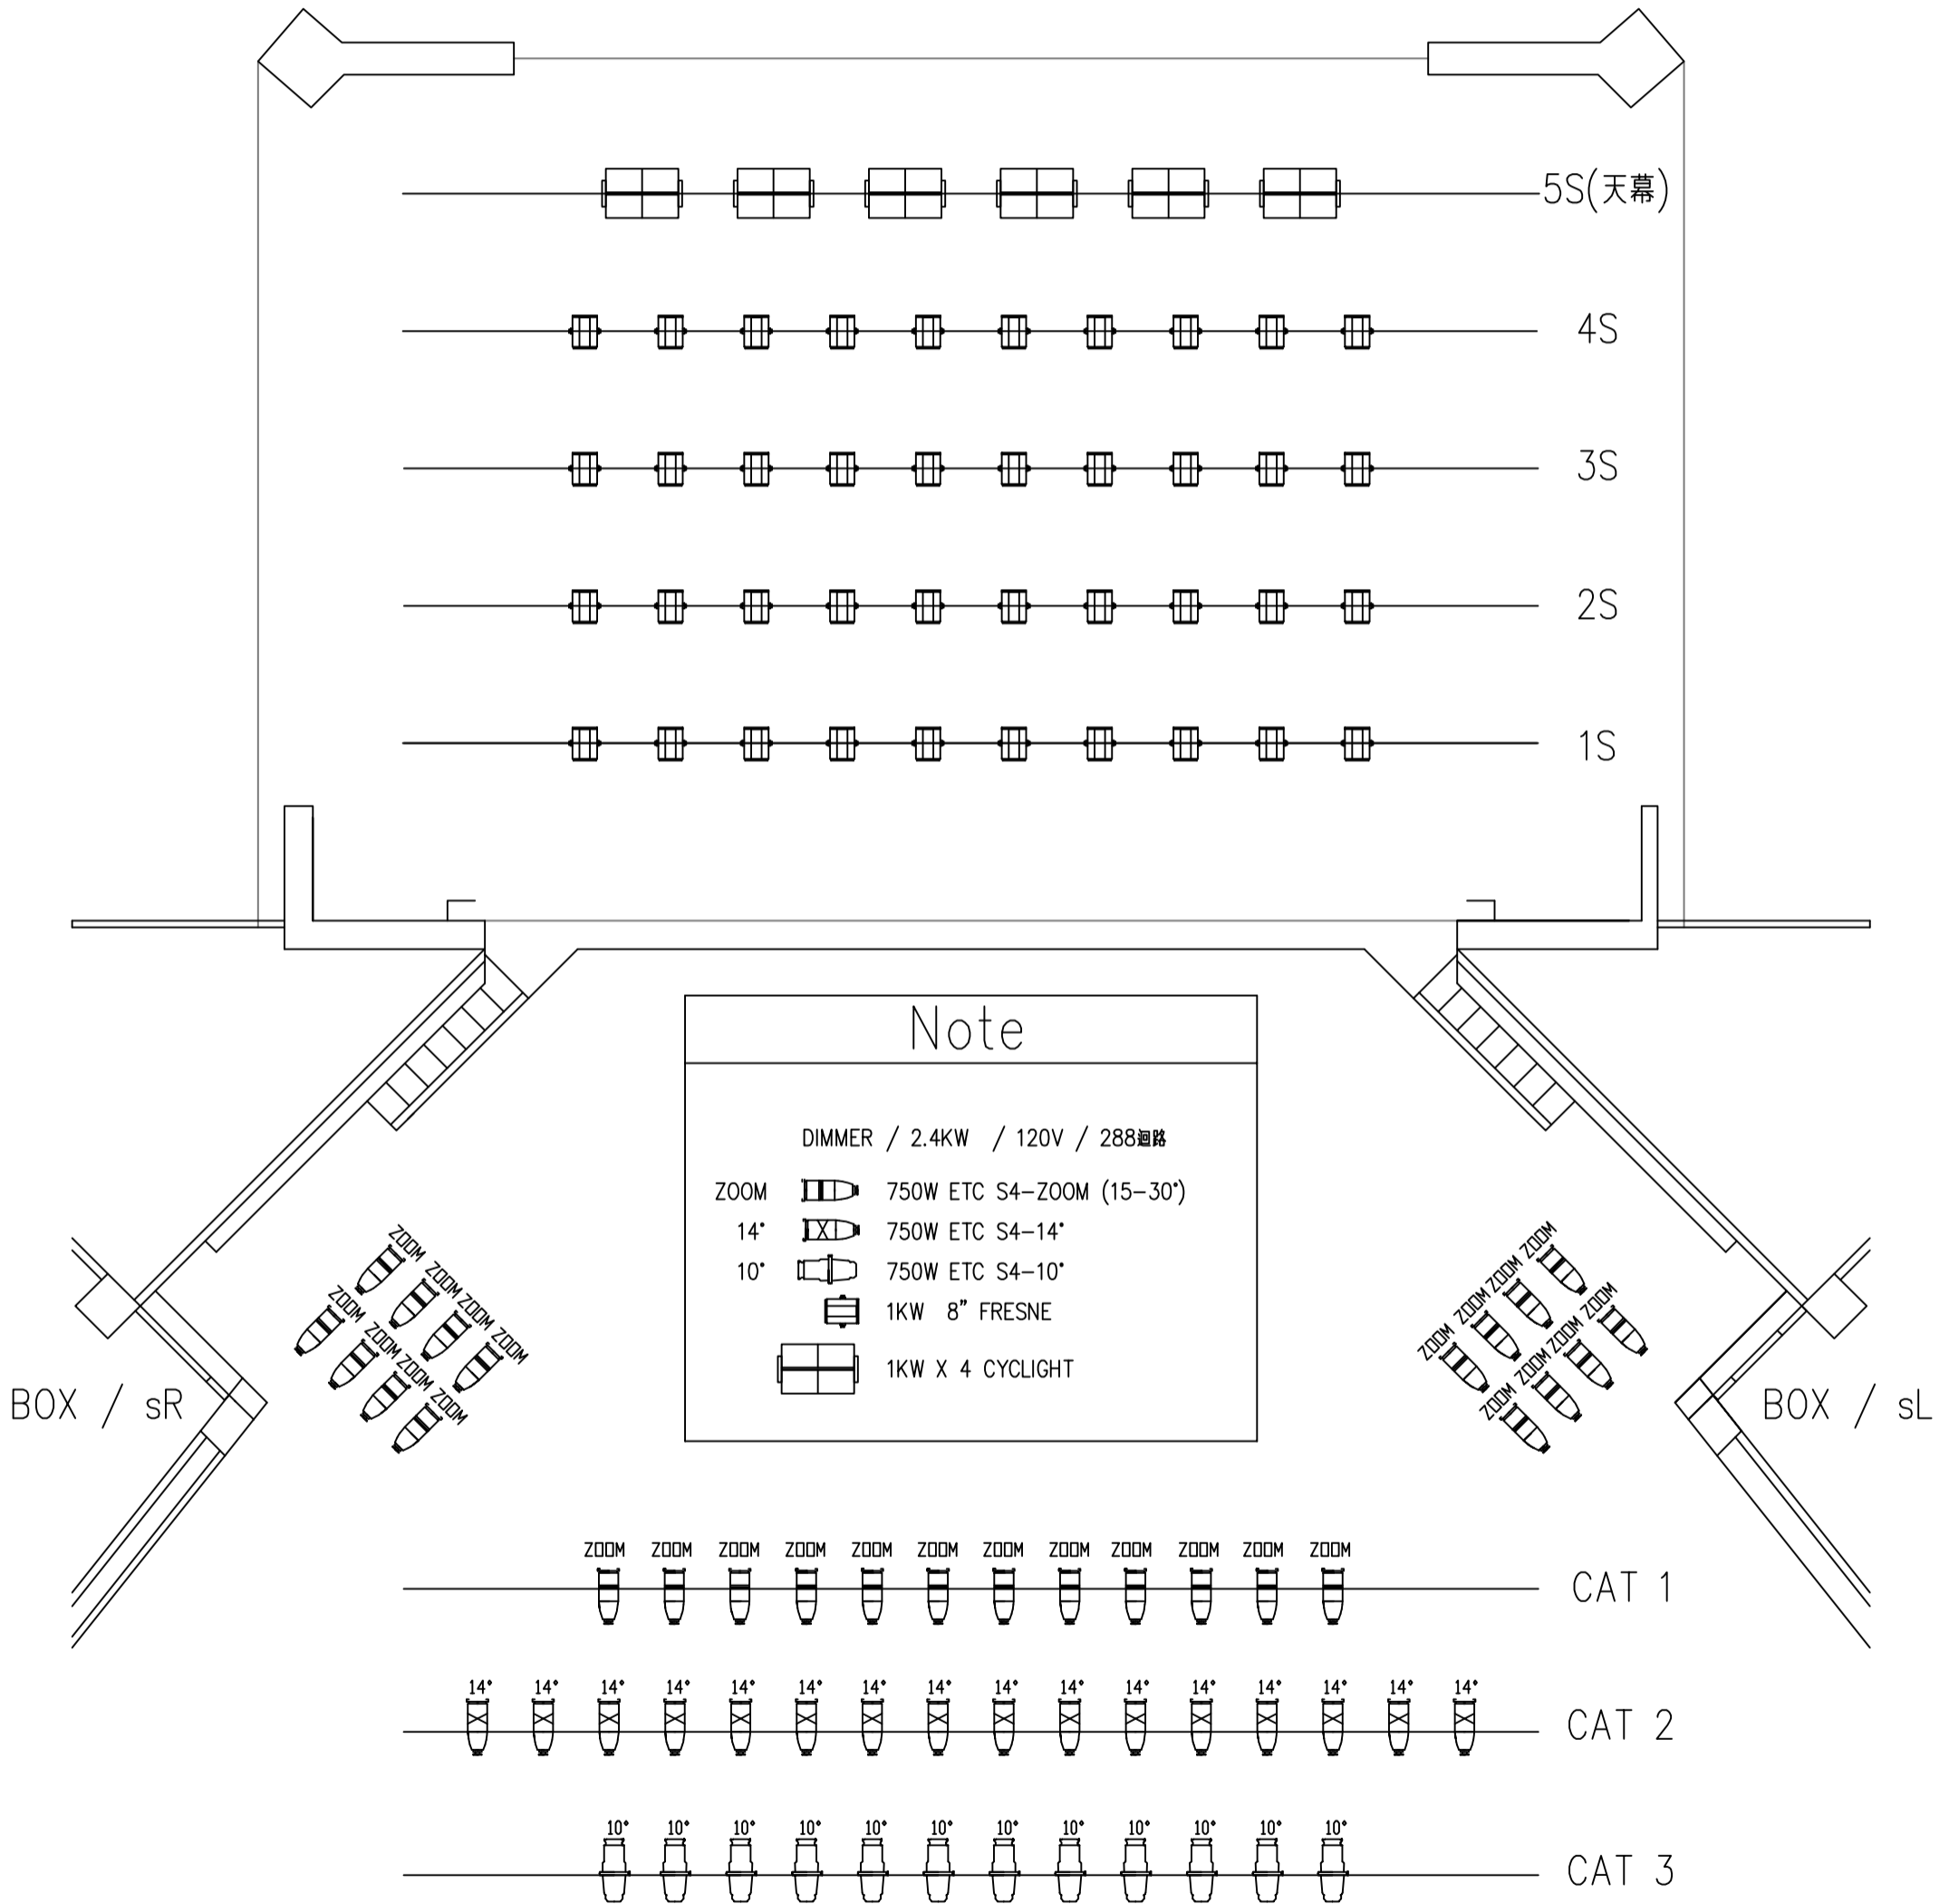 5S(天幕)
4S
3S
2S
1S
Note
DIMMER / 2.4KW / 120V / 288迴路
ZOOM 750W ETC S4-ZOOM (15-30°)
14° 750W ETC S4-14°
10° 750W ETC S4-10°
1KW 8” FRESNE
1KW X 4 CYCLIGHT
ZOOM
ZOOM
ZOOM
ZOOM
ZOOM
ZOOM
ZOOM
ZOOM
BOX / sR
ZOOM
ZOOM
ZOOM
ZOOM
ZOOM
ZOOM
ZOOM
ZOOM
BOX / sL
ZOOM ZOOM ZOOM ZOOM ZOOM ZOOM ZOOM ZOOM ZOOM ZOOM ZOOM ZOOM
CAT 1
14° 14° 14° 14° 14° 14° 14° 14° 14° 14° 14° 14° 14° 14° 14° 14°
CAT 2
10° 10° 10° 10° 10° 10° 10° 10° 10° 10° 10° 10°
CAT 3